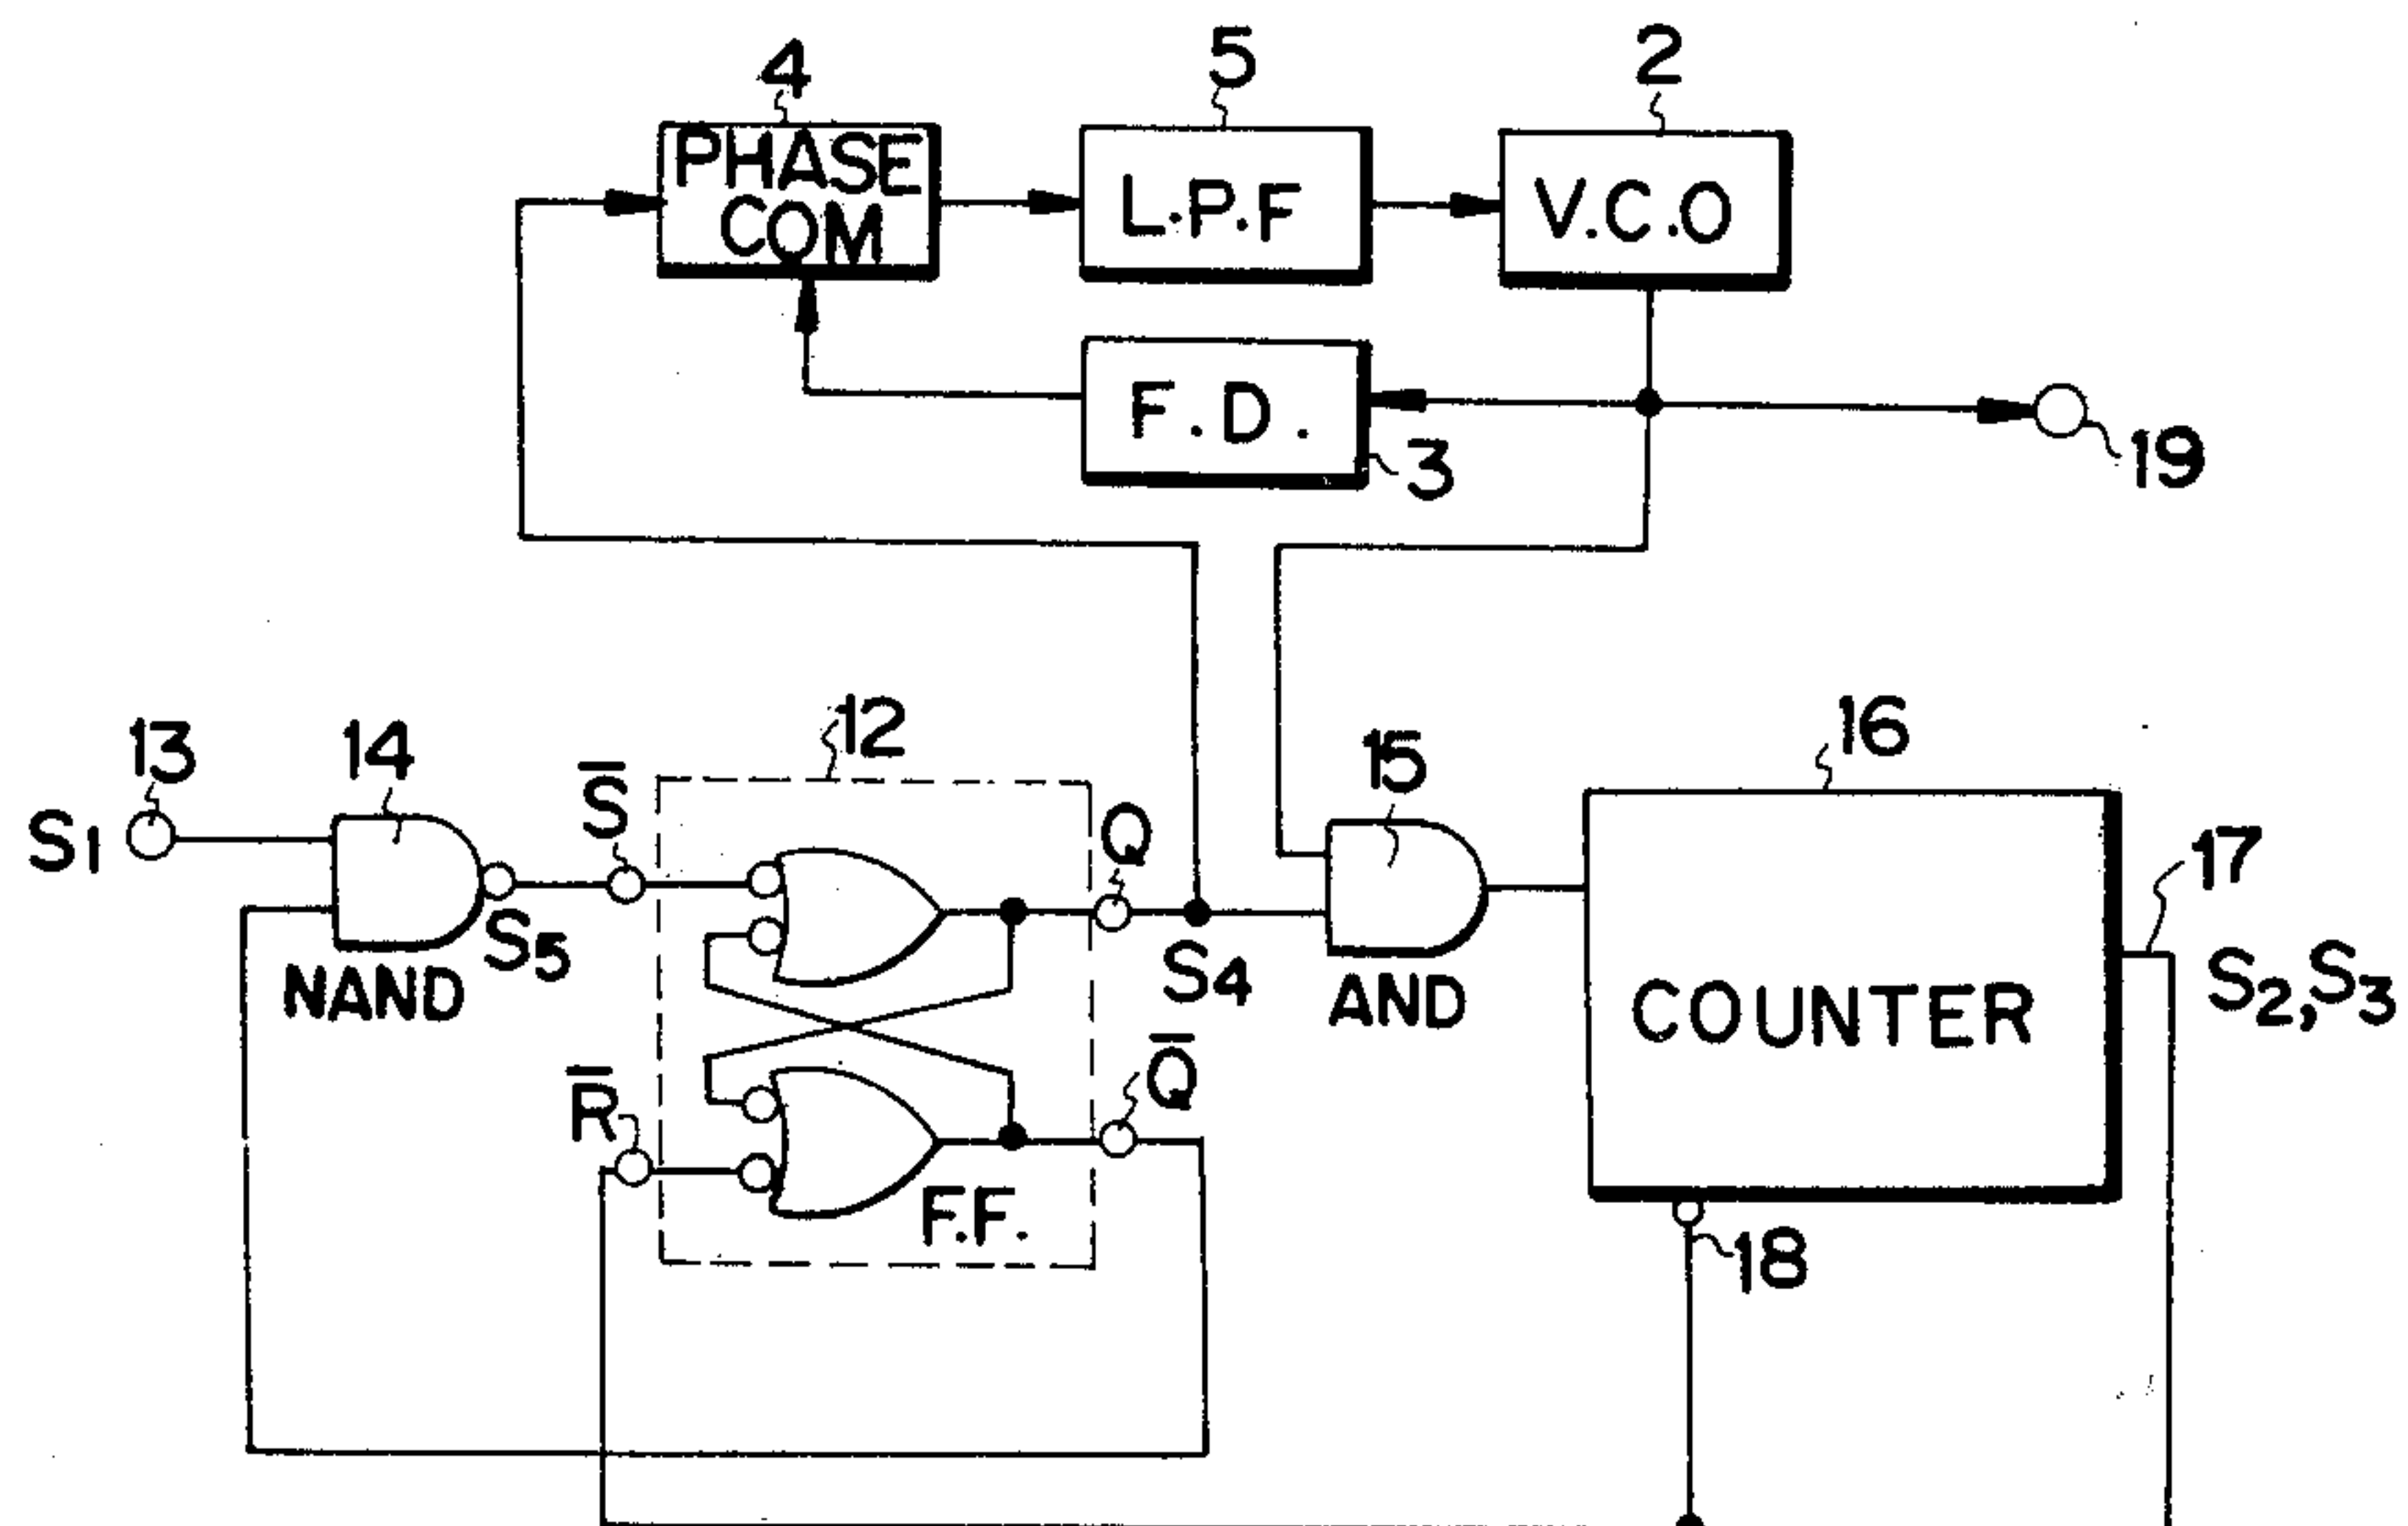 4
5
2
PHASE
COM
L.P.F
V.C.O
F.D.
3
19
13
14
S̅
12
Q
15
16
17
S1
S5
NAND
S4
AND
COUNTER
S2,S3
R̅
Q̅
F.F.
18